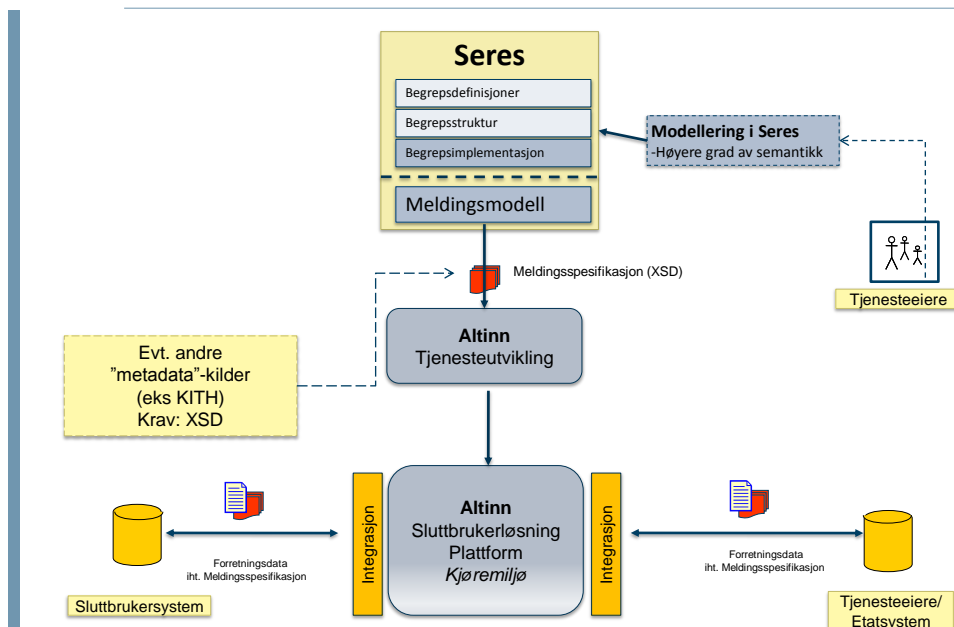 Seres
Begrepsdefinisjoner
Begrepsstruktur
Begrepsimplementasjon
Meldingsmodell
Modellering i Seres
-Høyere grad av semantikk
Tjenesteeiere
Meldingsspesifikasjon (XSD)
Altinn
Tjenesteutvikling
Evt. andre
”metadata”-kilder
(eks KITH)
Krav: XSD
Integrasjon
Altinn
Sluttbrukerløsning
Plattform
Kjøremiljø
Integrasjon
Forretningsdata
iht. Meldingsspesifikasjon
Sluttbrukersystem
Forretningsdata
iht. Meldingsspesifikasjon
Tjenesteeiere/
Etatsystem